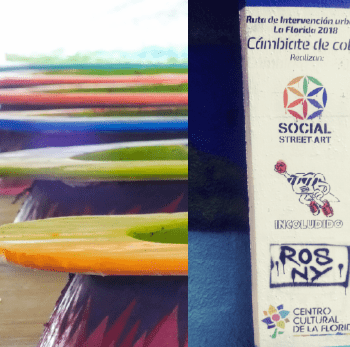 Ruta de Intervención urb
La Florida 2018
Cámbiate de col
Realizan:
SOCIAL
STREET ART
INCOLUDIDO
ROS
NY
CENTRO
CULTURAL
DE LA FLORID